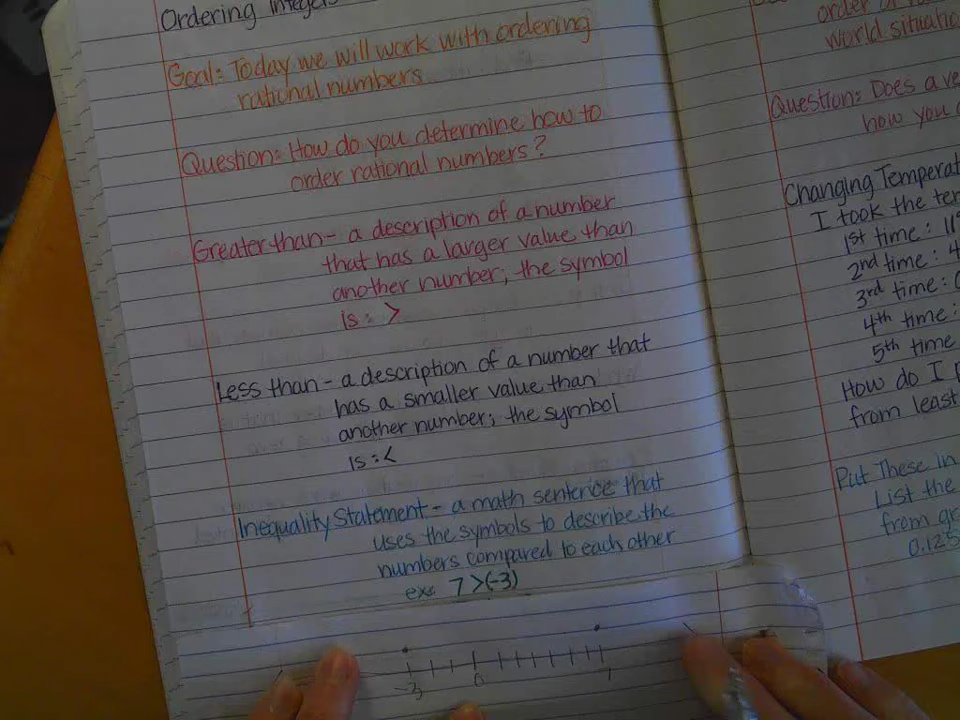 Ordering Integers
Goal: Today we will work with ordering
rational numbers
Question: How do you determine how to
order rational numbers?
Greater than - a description of a number
that has a larger value than
another number; the symbol
is: >
Less than - a description of a number that
has a smaller value than
another number; the symbol
is: <
Inequality Statement - a math sentence that
uses the symbols to describe the
numbers compared to each other
ex: 7 > (-3)
-3 0 7
order
world
Question: Does a
how you
Changing
I took the
1st time: 11
2nd time: 4
3rd time:
4th time:
5th time
How do I
from least
Put These in
List the
from
0.125